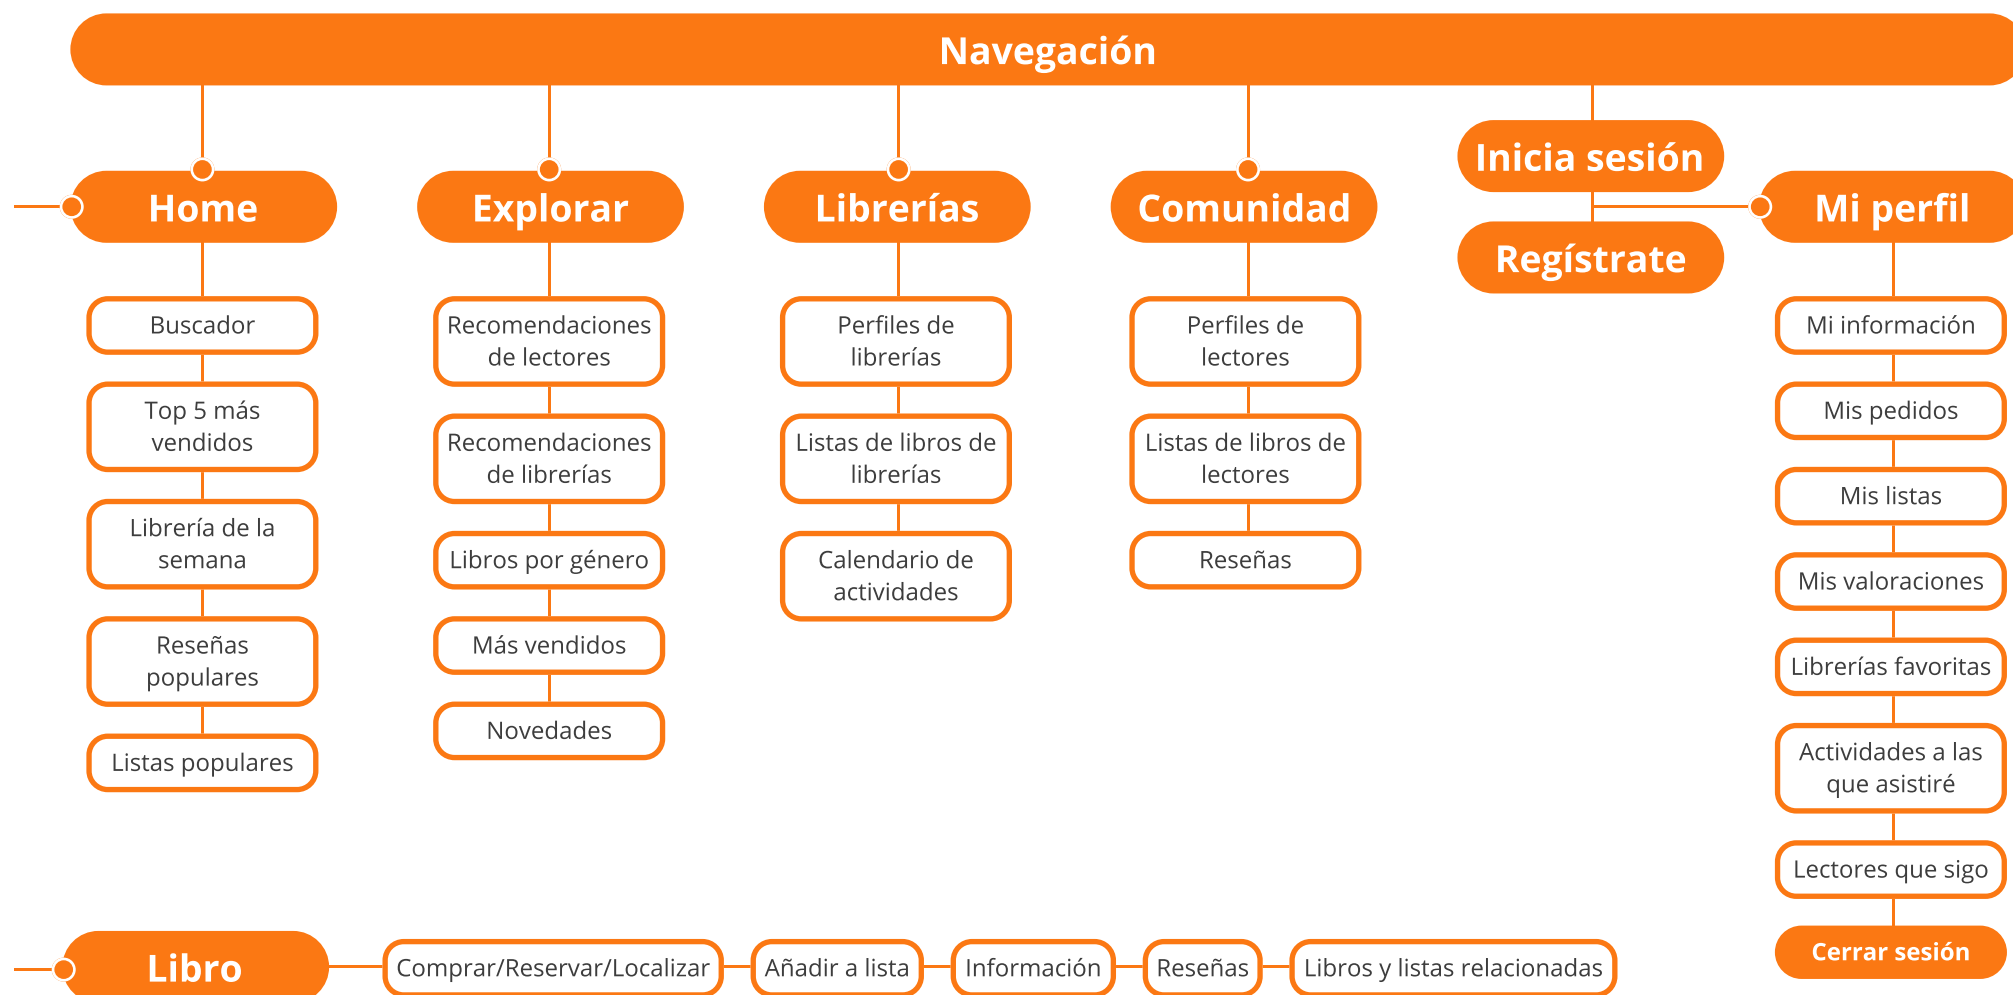 Navegación
Home
Buscador
Top 5 más
vendidos
Librería de la
semana
Reseñas
populares
Listas populares
Explorar
Recomendaciones
de lectores
Recomendaciones
de librerías
Libros por género
Más vendidos
Novedades
Librerías
Perfiles de
librerías
Listas de libros de
librerías
Calendario de
actividades
Comunidad
Perfiles de
lectores
Listas de libros de
lectores
Reseñas
Inicia sesión
Regístrate
Mi perfil
Mi información
Mis pedidos
Mis listas
Mis valoraciones
Librerías favoritas
Actividades a las
que asistiré
Lectores que sigo
Cerrar sesión
Libro
Comprar/Reservar/Localizar
Añadir a lista
Información
Reseñas
Libros y listas relacionadas